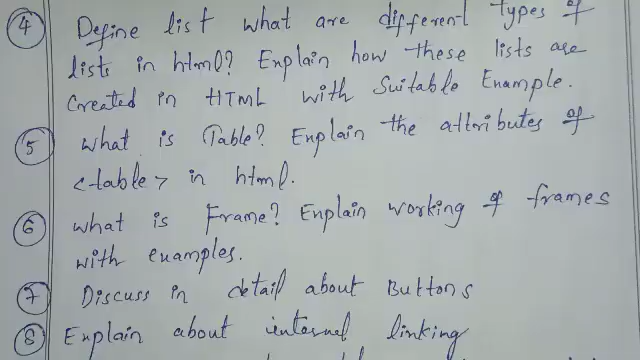 ④ Define list what are different types of
lists in html? Explain how these lists are
Created in HTML with Suitable Example.
⑤ What is Table? Explain the attributes of
<table> in html.
⑥ What is Frame? Explain working of frames
with examples.
⑦ Discuss in detail about Buttons
⑧ Explain about internal linking